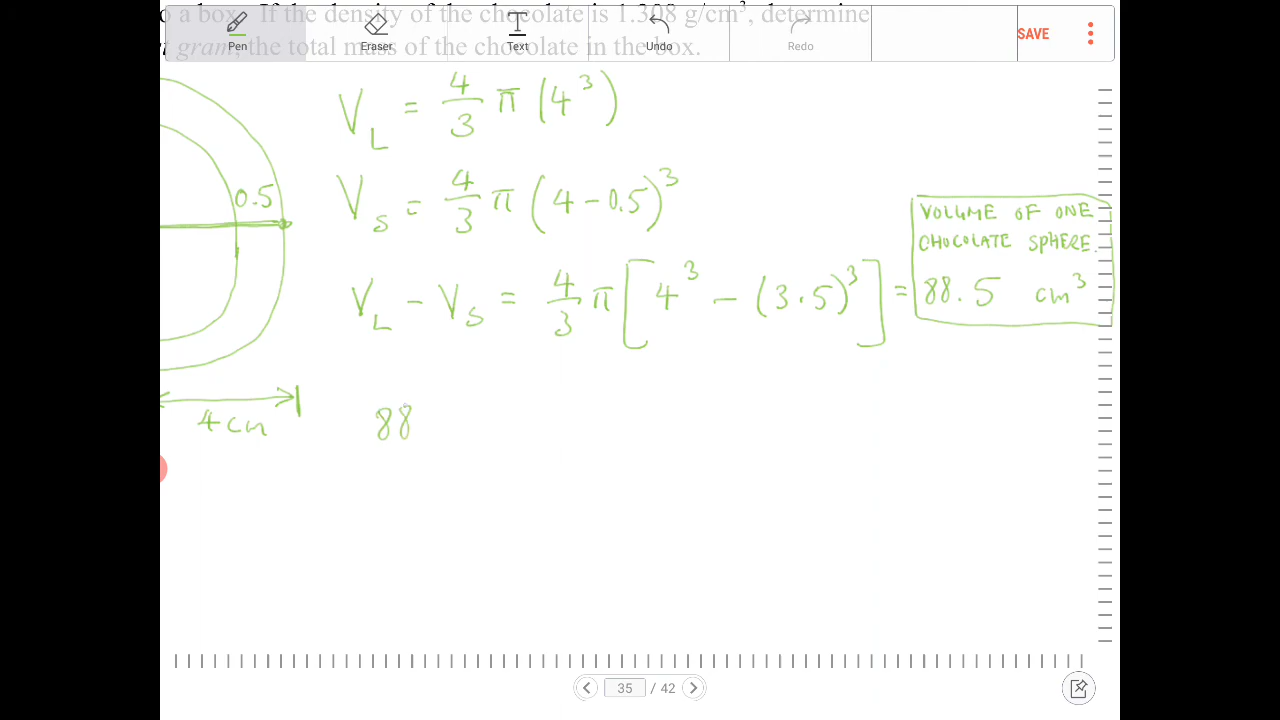 o a box. If the density of the chocolate is 1.308 g/cm³, determine
t gram, the total mass of the chocolate in the box.
Pen Eraser Text Undo Redo SAVE
V_L = 4/3 π (4³)
V_S = 4/3 π (4 - 0.5)³
0.5
VOLUME OF ONE
CHOCOLATE SPHERE.
V_L - V_S = 4/3 π [4³ - (3.5)³] = 88.5 cm³
4 cm
88
35 / 42